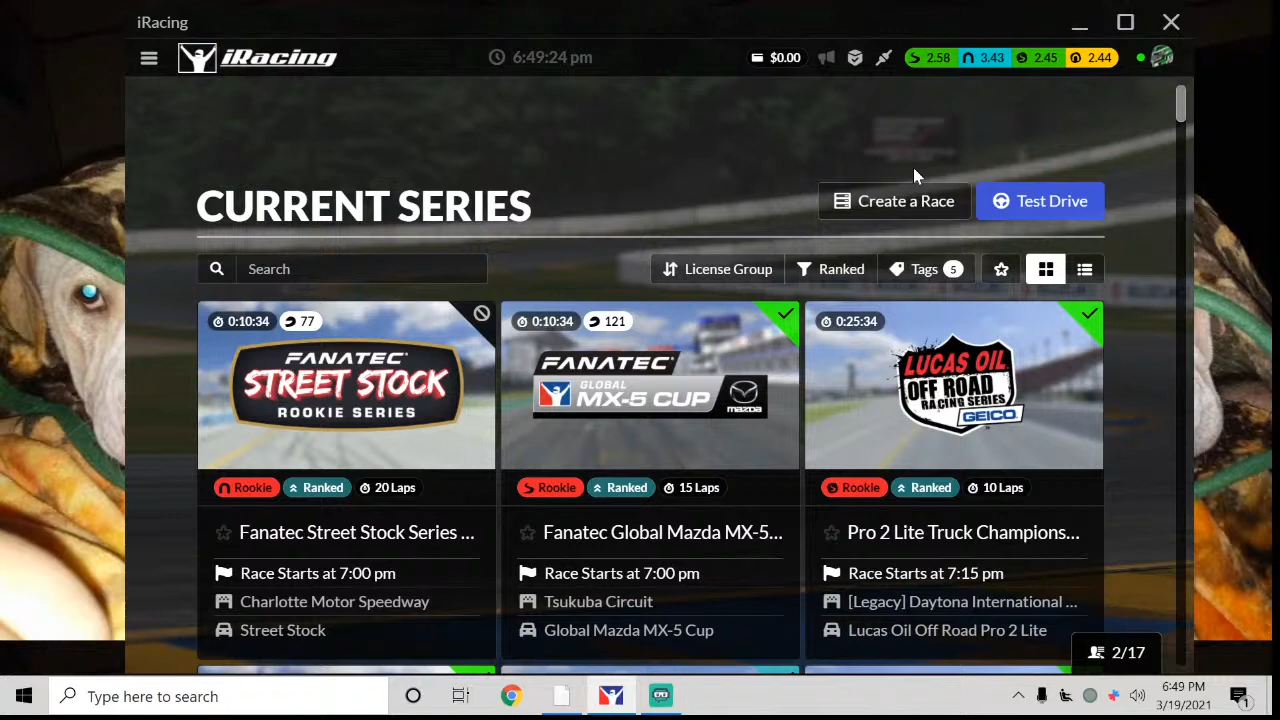 iRacing
iRacing
6:49:24 pm
$0.00
2.58
3.43
2.45
2.44
CURRENT SERIES
Create a Race
Test Drive
Search
License Group
Ranked
Tags 5
0:10:34 77
FANATEC
STREET STOCK
ROOKIE SERIES
Rookie Ranked 20 Laps
Fanatec Street Stock Series ...
Race Starts at 7:00 pm
Charlotte Motor Speedway
Street Stock
0:10:34 121
FANATEC
GLOBAL
MX-5 CUP
mazda
Rookie Ranked 15 Laps
Fanatec Global Mazda MX-5...
Race Starts at 7:00 pm
Tsukuba Circuit
Global Mazda MX-5 Cup
0:25:34
LUCAS OIL
OFF ROAD
RACING SERIES
GEICO
Rookie Ranked 10 Laps
Pro 2 Lite Truck Champions...
Race Starts at 7:15 pm
[Legacy] Daytona International ...
Lucas Oil Off Road Pro 2 Lite
2/17
Type here to search
6:49 PM
3/19/2021
1